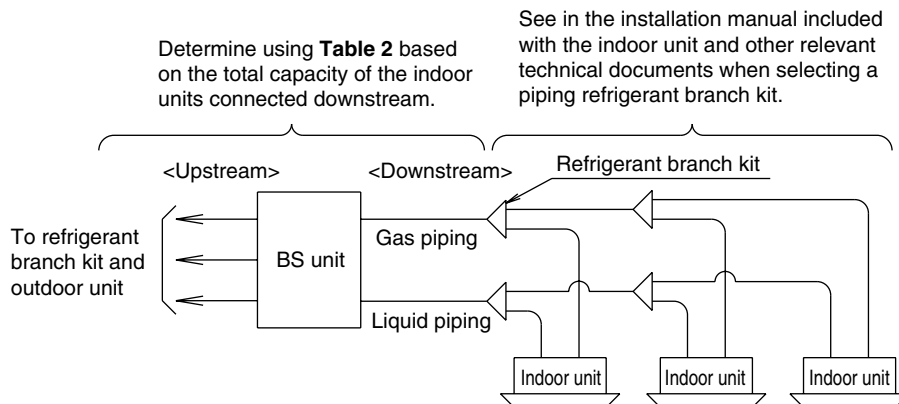 Determine using Table 2 based
on the total capacity of the indoor
units connected downstream.
See in the installation manual included
with the indoor unit and other relevant
technical documents when selecting a
piping refrigerant branch kit.
<Upstream>
<Downstream>
Refrigerant branch kit
To refrigerant
branch kit and
outdoor unit
BS unit
Gas piping
Liquid piping
Indoor unit
Indoor unit
Indoor unit